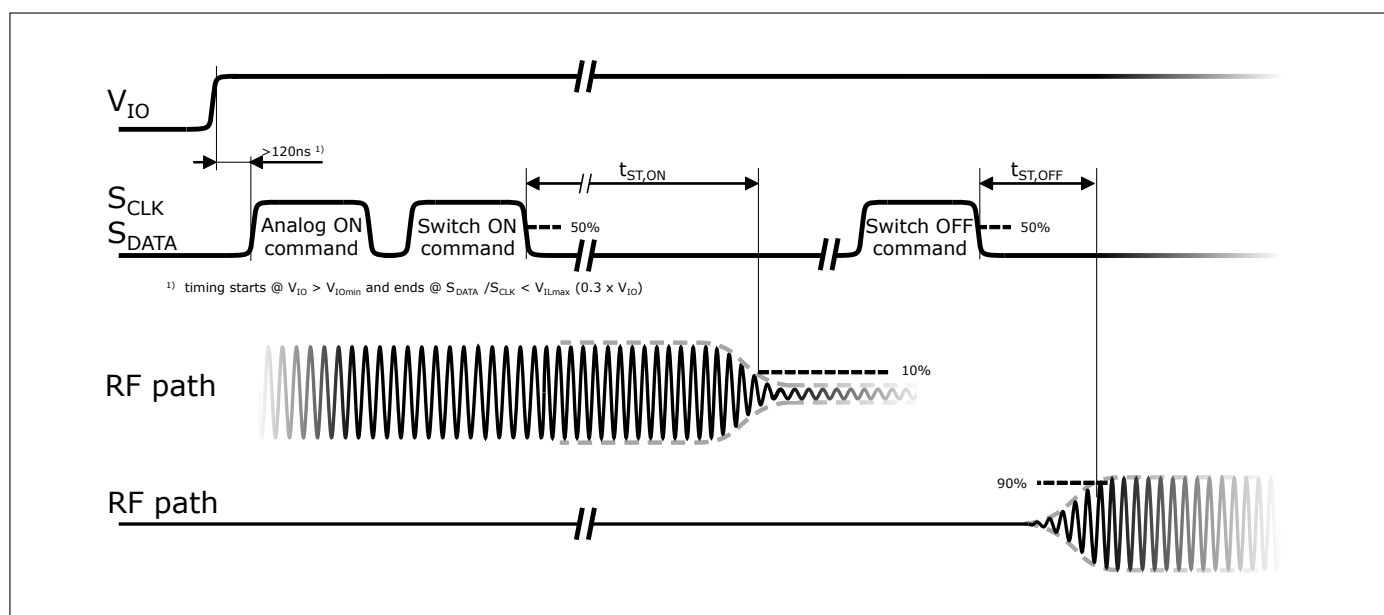 V_IO
>120ns 1)
t_ST,ON
t_ST,OFF
S_CLK
S_DATA
Analog ON
command
Switch ON
command
50%
Switch OFF
command
50%
1) timing starts @ V_IO > V_IOmin and ends @ S_DATA /S_CLK < V_ILmax (0.3 x V_IO)
RF path
10%
90%
RF path